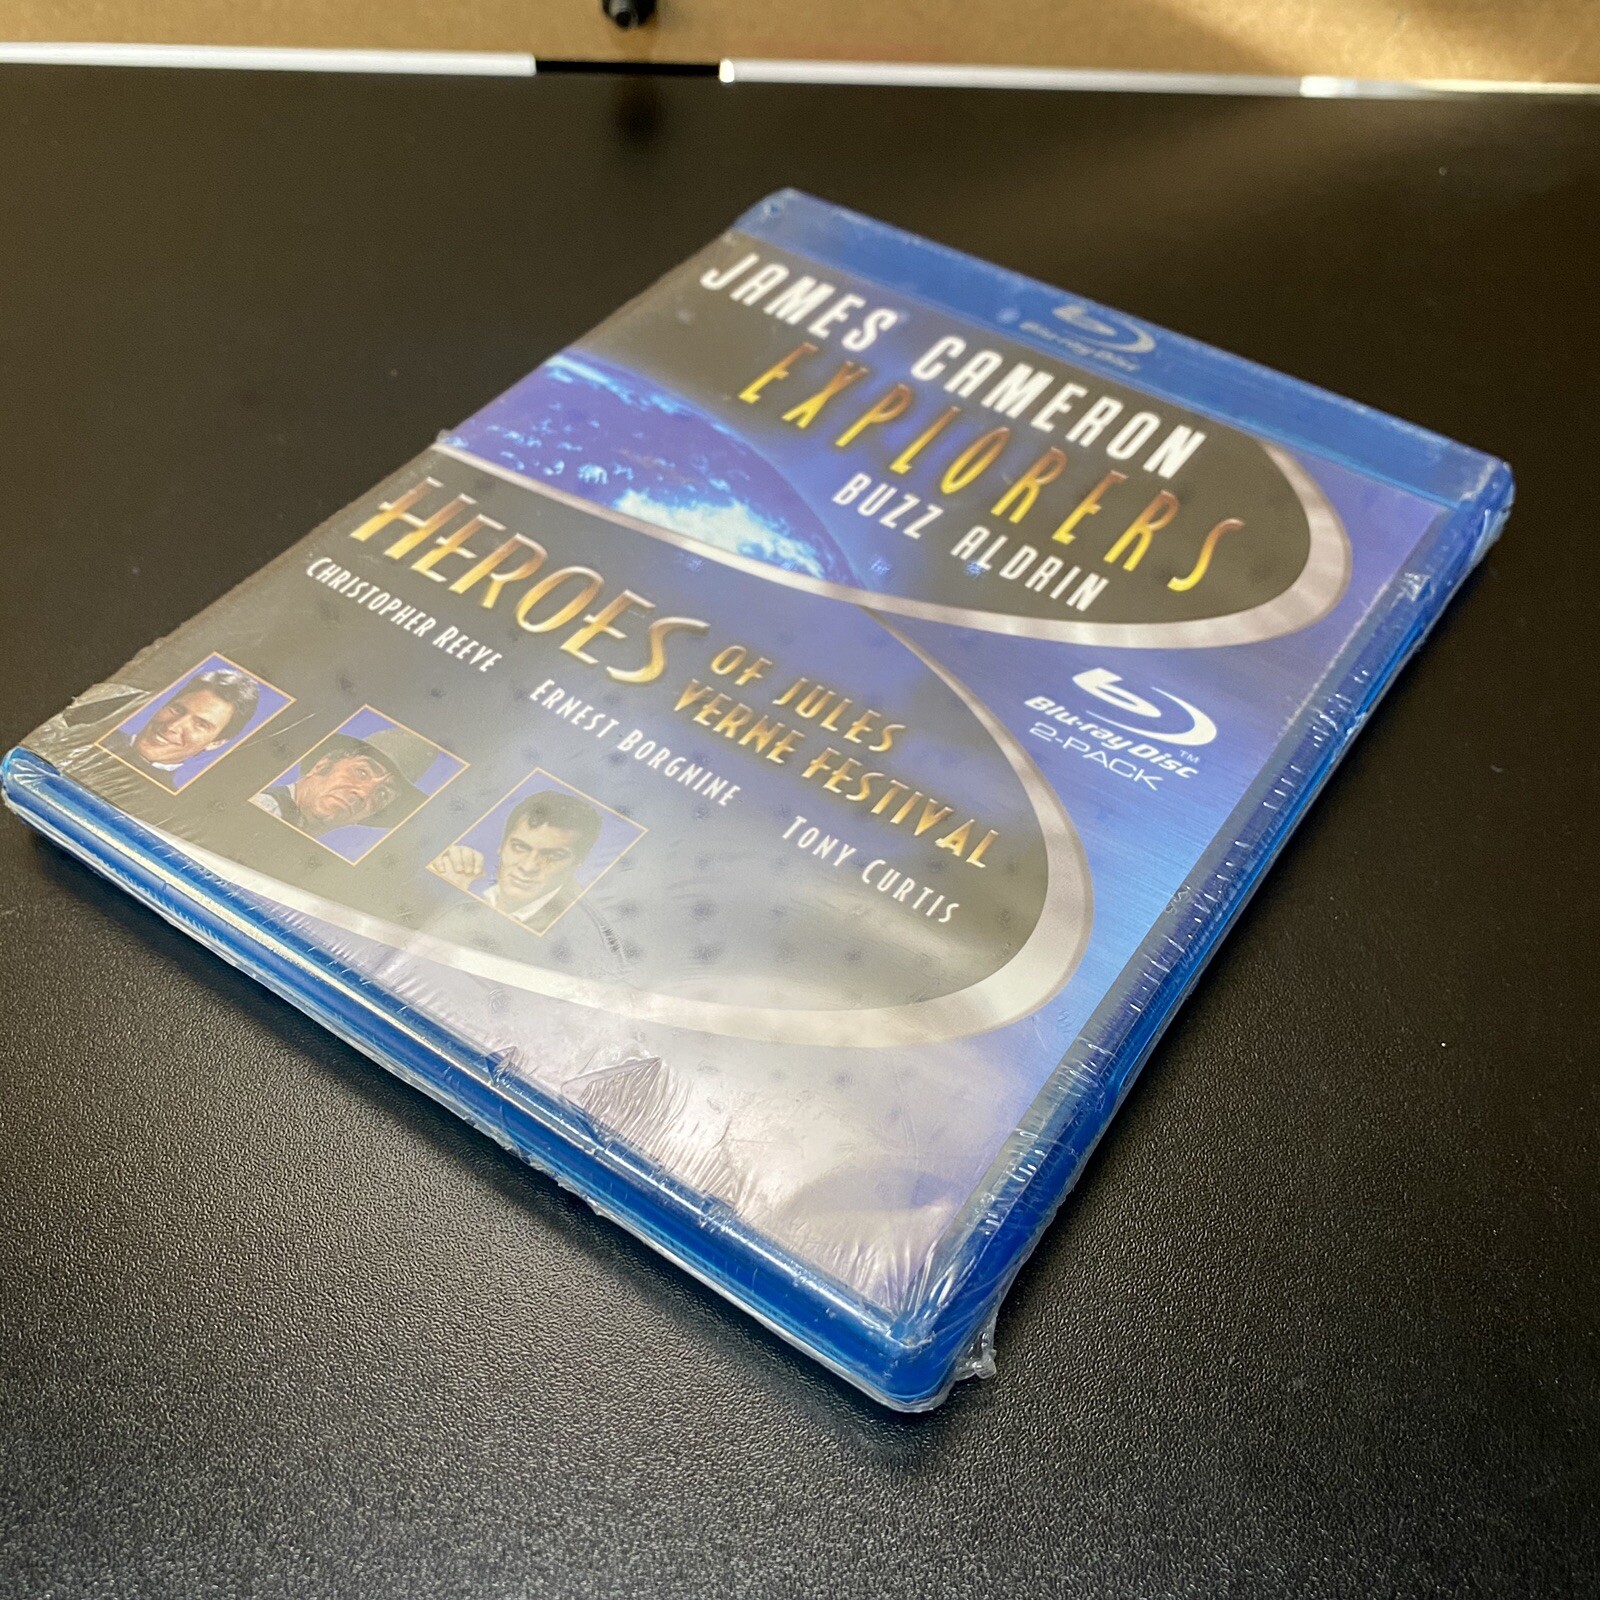 Blu-ray Disc
JAMES CAMERON
EXPLORERS
BUZZ ALDRIN
HEROES OF JULES
VERNE FESTIVAL
CHRISTOPHER REEVE ERNEST BORGNINE TONY CURTIS
Blu-ray Disc™
2-PACK